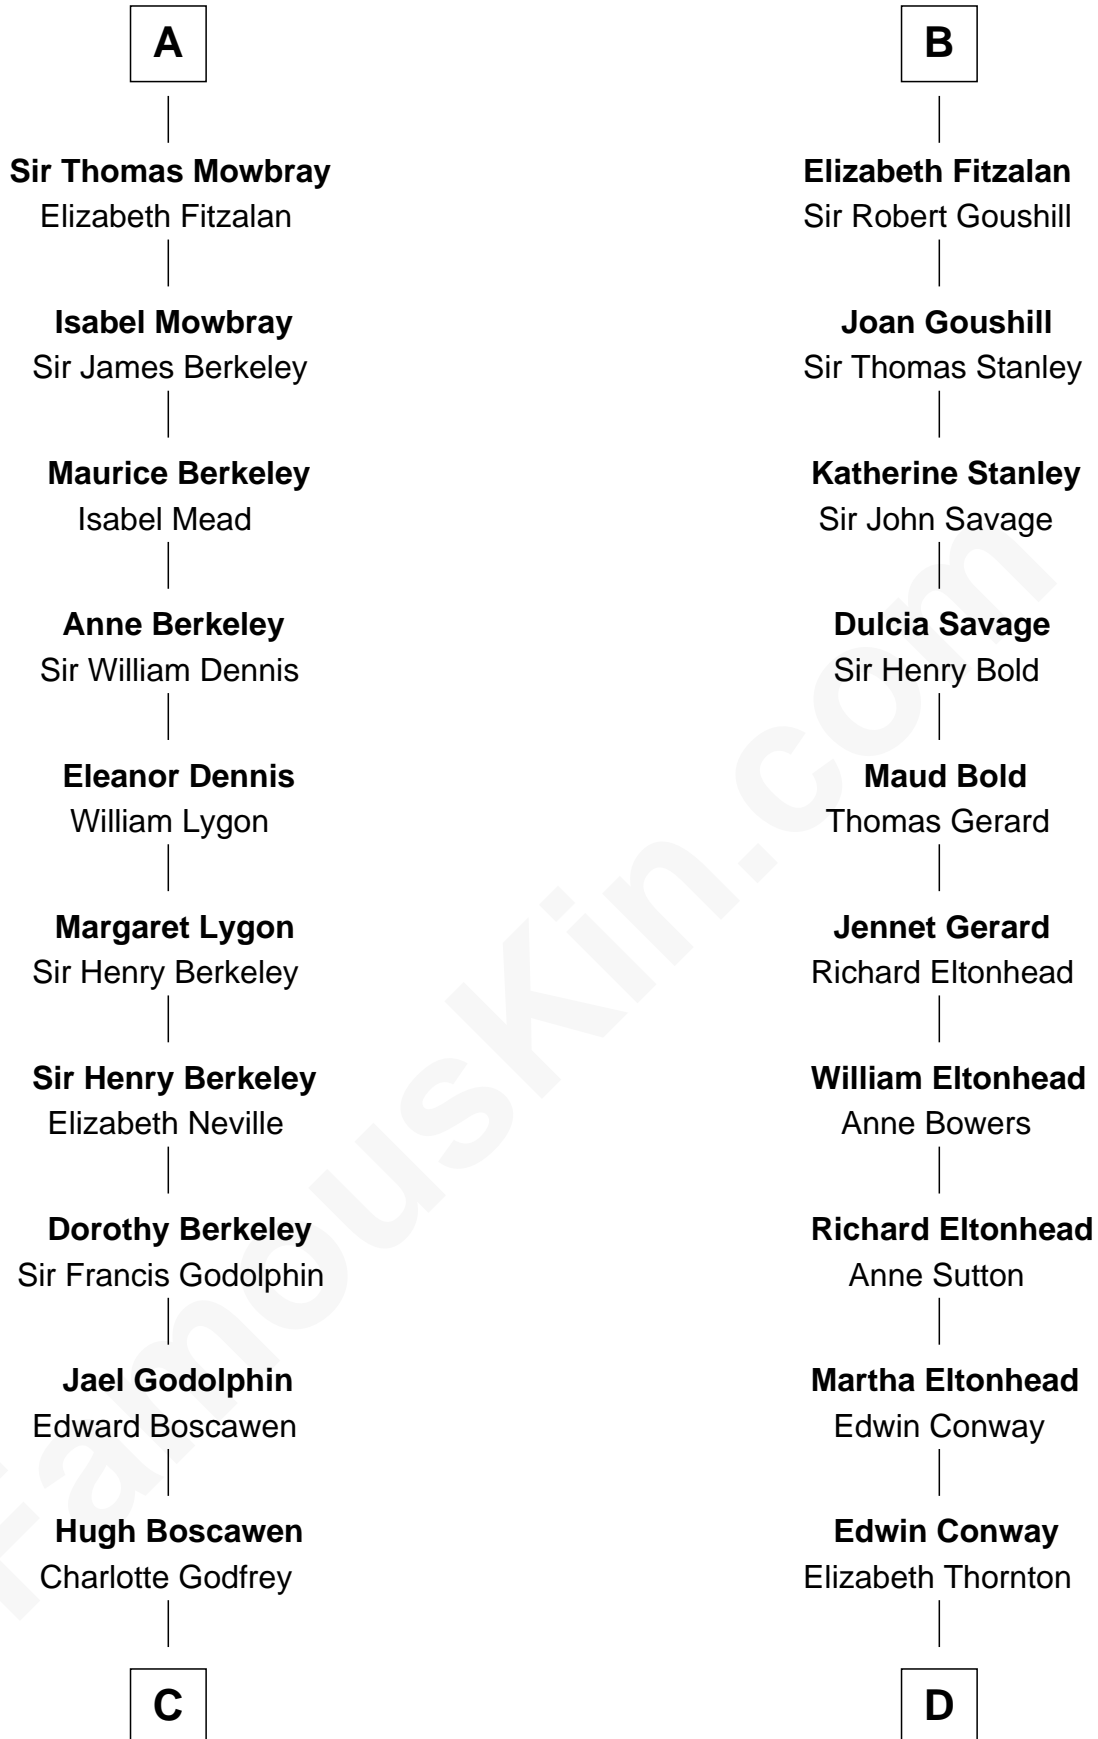 A
Sir Thomas Mowbray
Elizabeth Fitzalan
Isabel Mowbray
Sir James Berkeley
Maurice Berkeley
Isabel Mead
Anne Berkeley
Sir William Dennis
Eleanor Dennis
William Lygon
Margaret Lygon
Sir Henry Berkeley
Sir Henry Berkeley
Elizabeth Neville
Dorothy Berkeley
Sir Francis Godolphin
Jael Godolphin
Edward Boscawen
Hugh Boscawen
Charlotte Godfrey
C
B
Elizabeth Fitzalan
Sir Robert Goushill
Joan Goushill
Sir Thomas Stanley
Katherine Stanley
Sir John Savage
Dulcia Savage
Sir Henry Bold
Maud Bold
Thomas Gerard
Jennet Gerard
Richard Eltonhead
William Eltonhead
Anne Bowers
Richard Eltonhead
Anne Sutton
Martha Eltonhead
Edwin Conway
Edwin Conway
Elizabeth Thornton
D
FamousKin.com